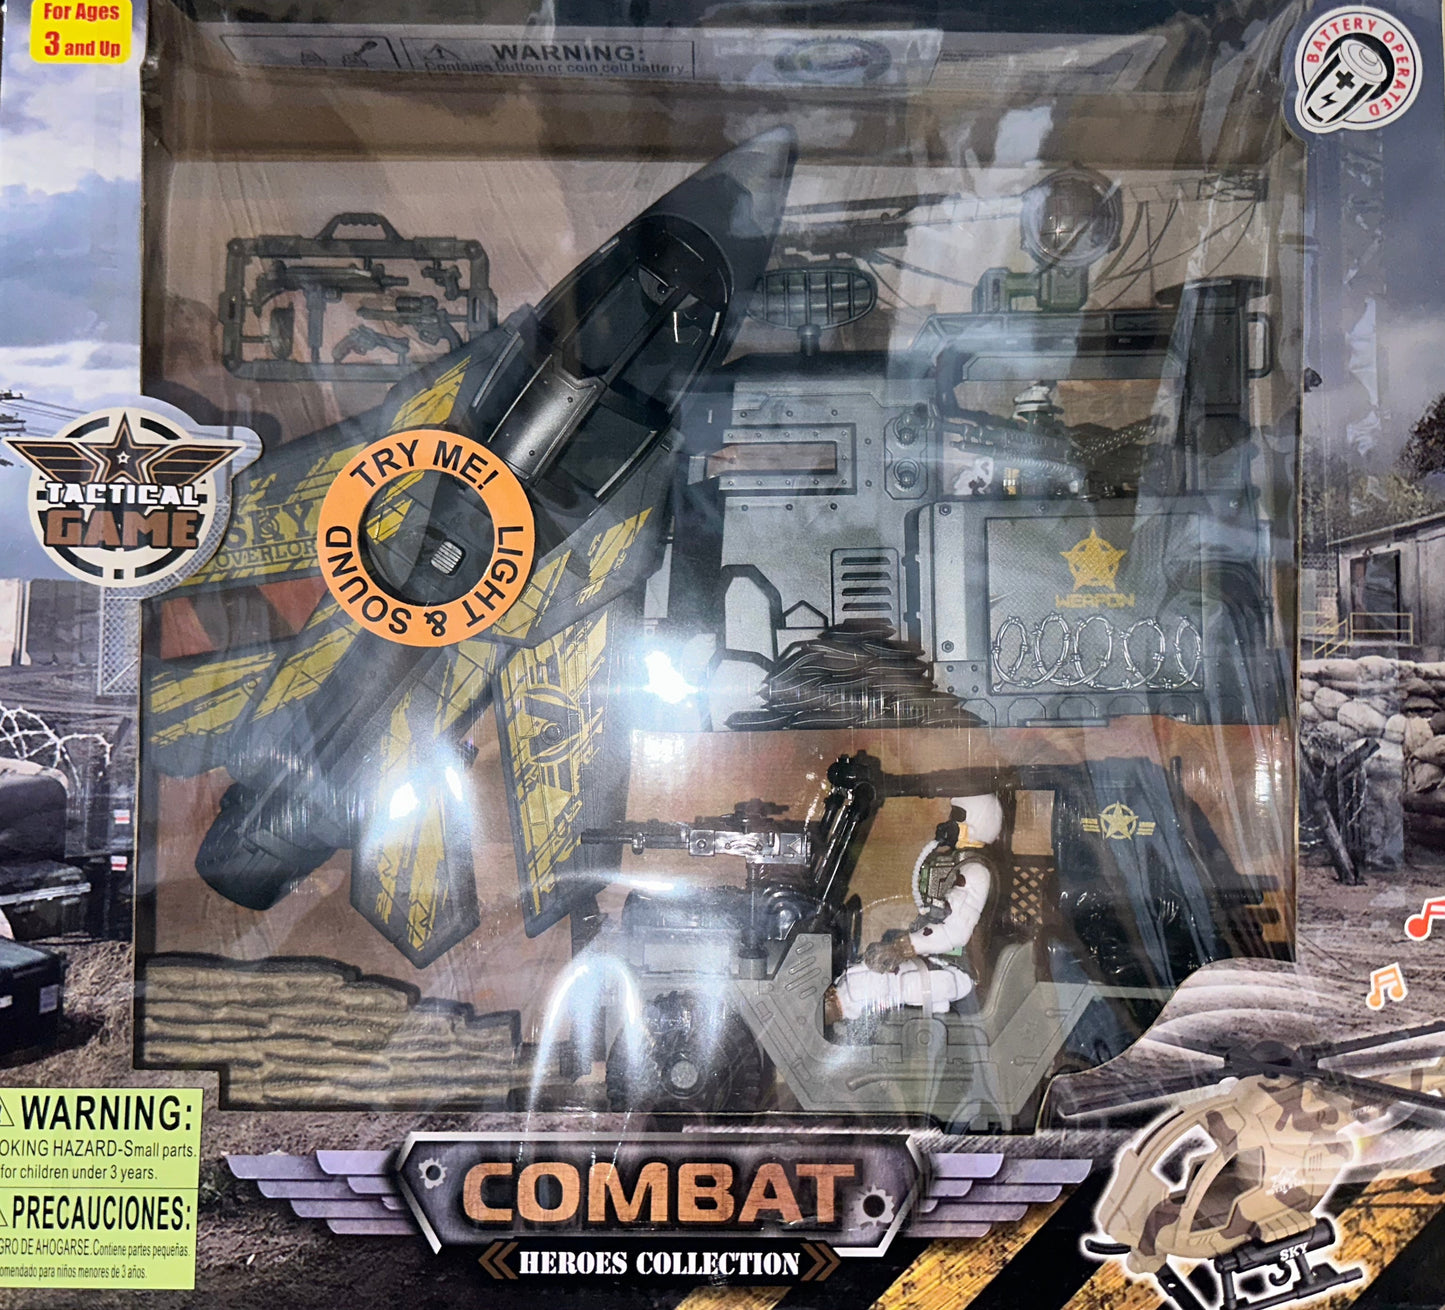 For Ages
3 and Up
WARNING:
Contains button or coin cell battery
BATTERY OPERATED
TACTICAL
GAME
SKY
OVERLOR
TRY ME!
LIGHT & SOUND
WEAPON
WARNING:
OKING HAZARD-Small parts.
for children under 3 years.
PRECAUCIONES:
GRO DE AHOGARSE. Contiene partes pequeñas.
omendado para niños menores de 3 años.
COMBAT
HEROES COLLECTION
SKY